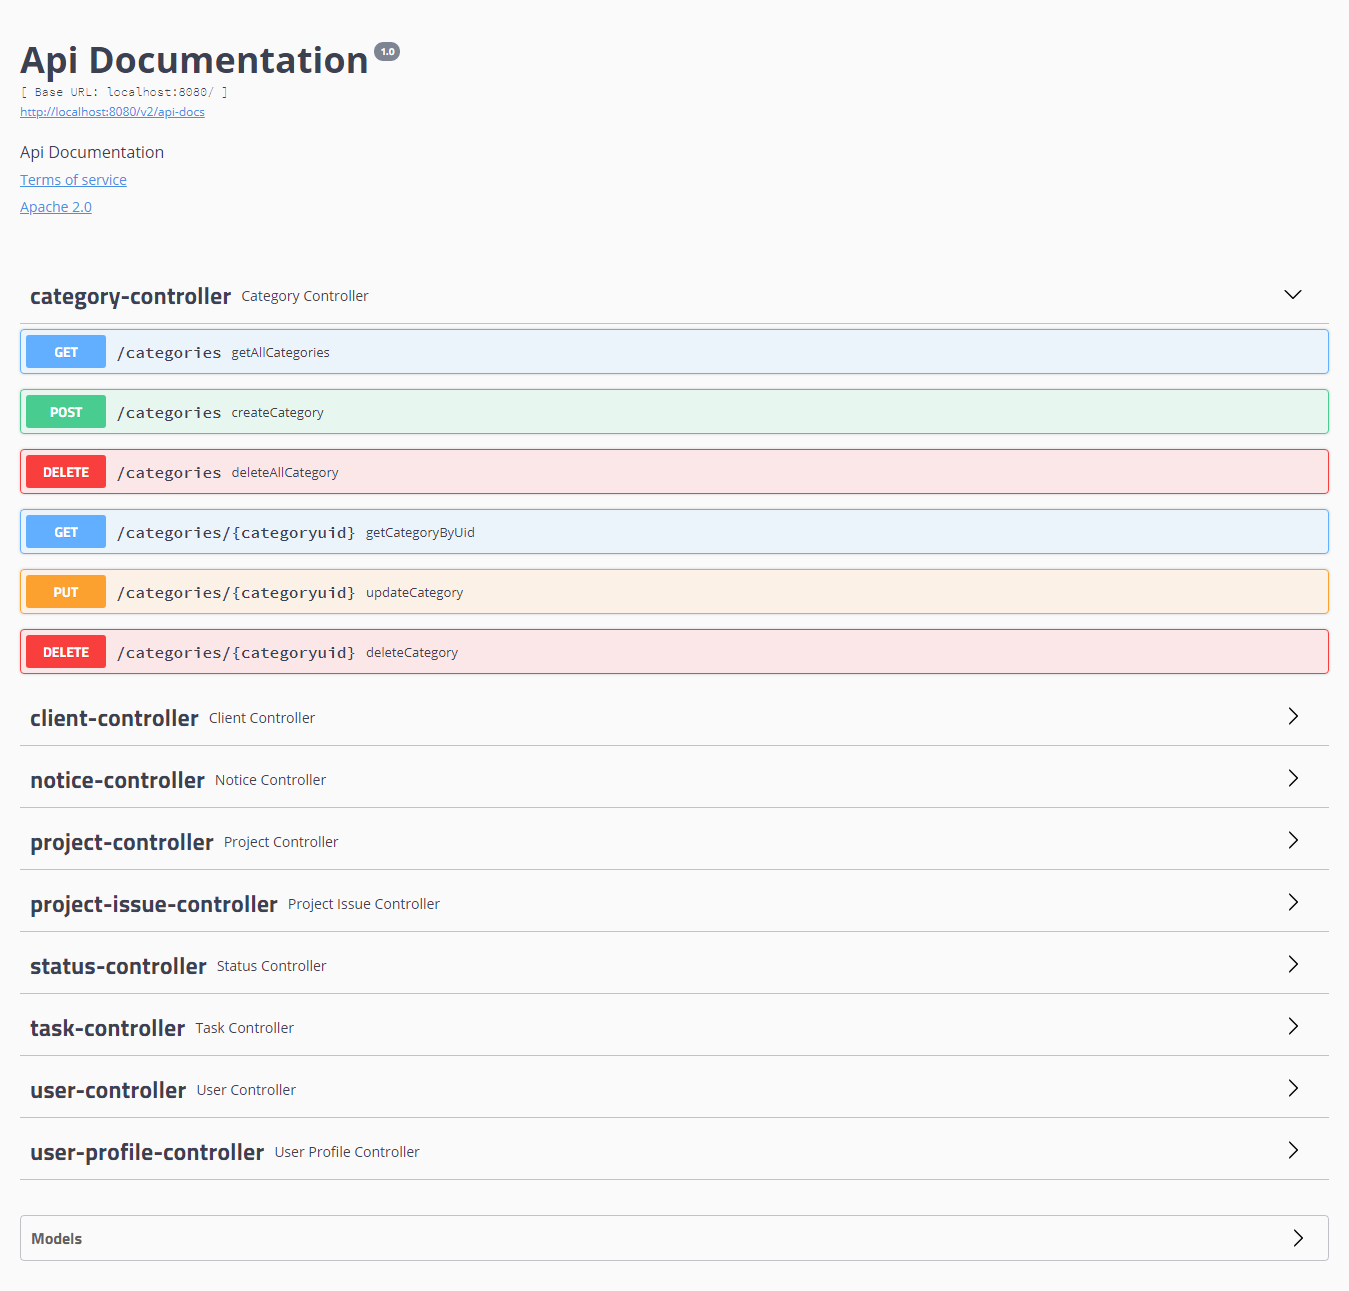 Api Documentation 1.0
[ Base URL: localhost:8080/ ]
http://localhost:8080/v2/api-docs
Api Documentation
Terms of service
Apache 2.0
category-controller Category Controller
GET /categories getAllCategories
POST /categories createCategory
DELETE /categories deleteAllCategory
GET /categories/{categoryuid} getCategoryByUid
PUT /categories/{categoryuid} updateCategory
DELETE /categories/{categoryuid} deleteCategory
client-controller Client Controller
notice-controller Notice Controller
project-controller Project Controller
project-issue-controller Project Issue Controller
status-controller Status Controller
task-controller Task Controller
user-controller User Controller
user-profile-controller User Profile Controller
Models